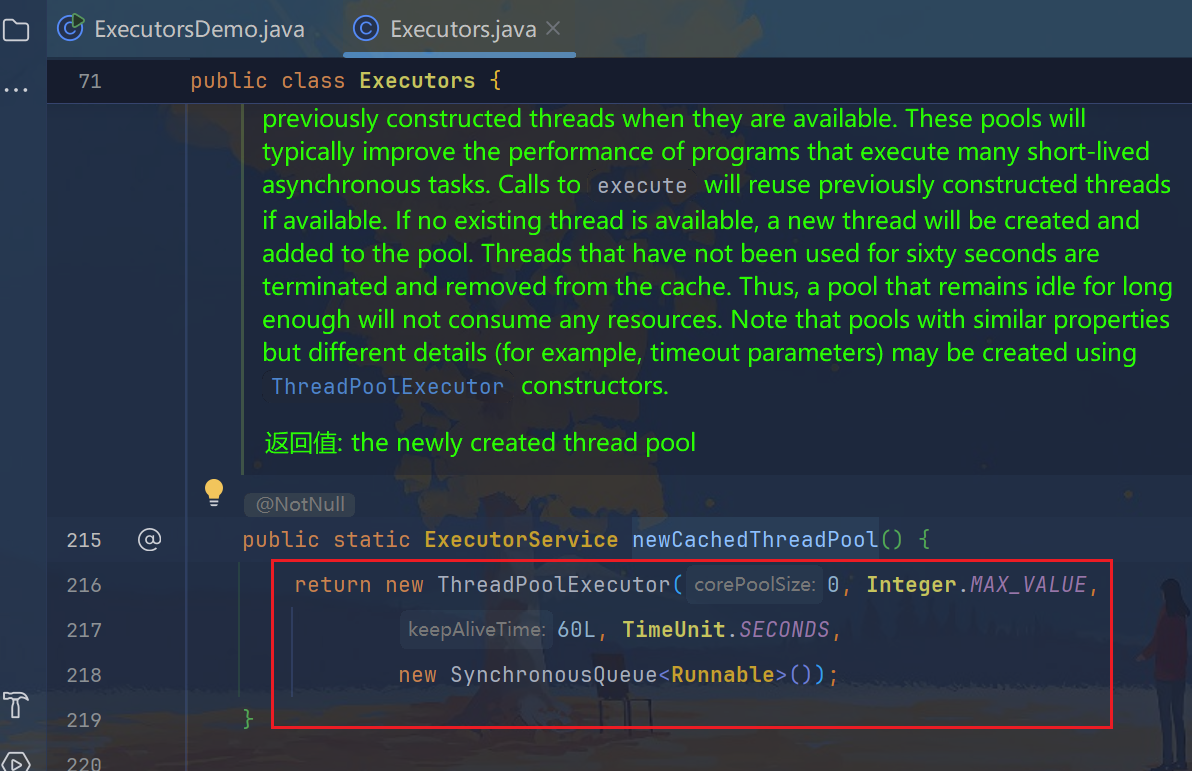 ExecutorsDemo.java
Executors.java
71 public class Executors {
previously constructed threads when they are available. These pools will
typically improve the performance of programs that execute many short-lived
asynchronous tasks. Calls to execute will reuse previously constructed threads
if available. If no existing thread is available, a new thread will be created and
added to the pool. Threads that have not been used for sixty seconds are
terminated and removed from the cache. Thus, a pool that remains idle for long
enough will not consume any resources. Note that pools with similar properties
but different details (for example, timeout parameters) may be created using
ThreadPoolExecutor constructors.
返回值: the newly created thread pool
@NotNull
215 @ public static ExecutorService newCachedThreadPool() {
216 return new ThreadPoolExecutor( corePoolSize: 0, Integer.MAX_VALUE,
217 keepAliveTime: 60L, TimeUnit.SECONDS,
218 new SynchronousQueue<Runnable>());
219 }
220